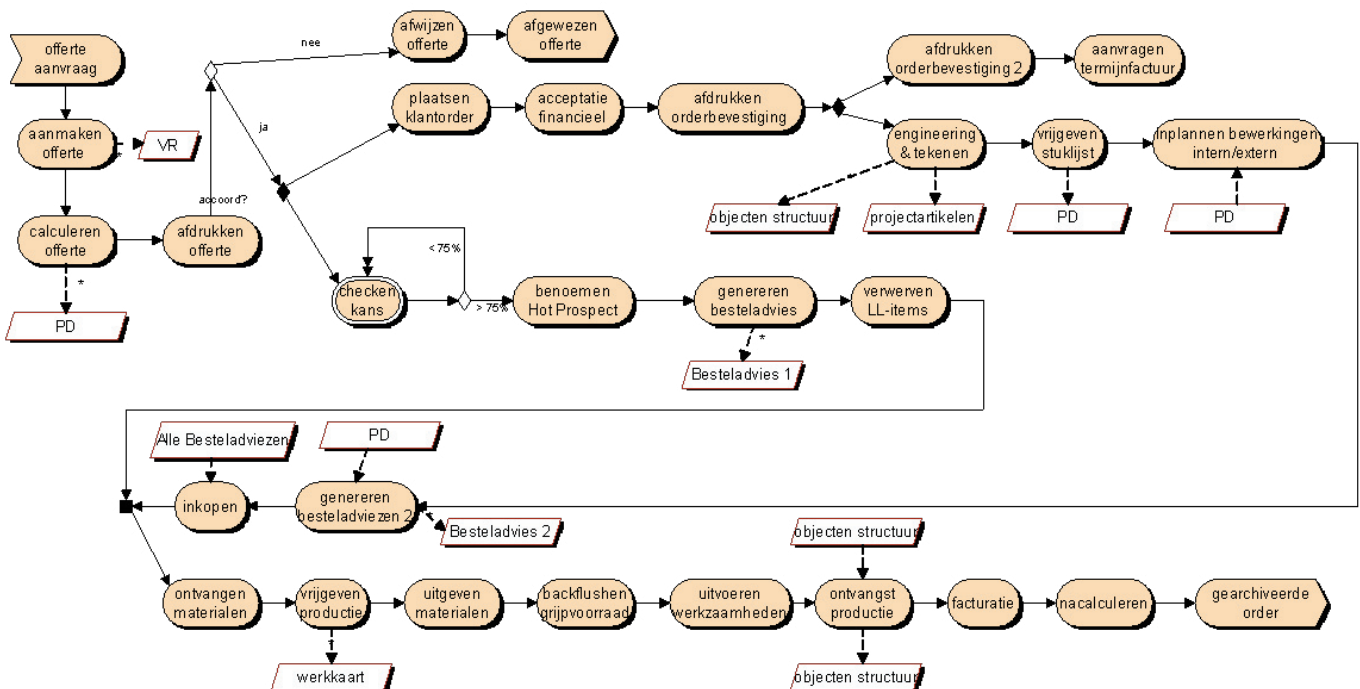 offerte
aanvraag
aanmaken
offerte
*
VR
calculeren
offerte
*
PD
afdrukken
offerte
accoord?
nee
ja
afwijzen
offerte
afgewezen
offerte
plaatsen
klantorder
acceptatie
financieel
afdrukken
orderbevestiging
afdrukken
orderbevestiging 2
aanvragen
termijnfactuur
engineering
& tekenen
vrijgeven
stuklijst
inplannen bewerkingen
intern/extern
objecten structuur
projectartikelen
PD
PD
checken
kans
< 75%
> 75%
benoemen
Hot Prospect
genereren
besteladvies
*
Besteladvies 1
verwerven
LL-items
Alle Besteladviezen
PD
inkopen
genereren
besteladviezen 2
*
Besteladvies 2
objecten structuur
ontvangen
materialen
vrijgeven
productie
*
werkkaart
uitgeven
materialen
backflushen
grijpvoorraad
uitvoeren
werkzaamheden
ontvangst
productie
objecten structuur
facturatie
nacalculeren
gearchiveerde
order